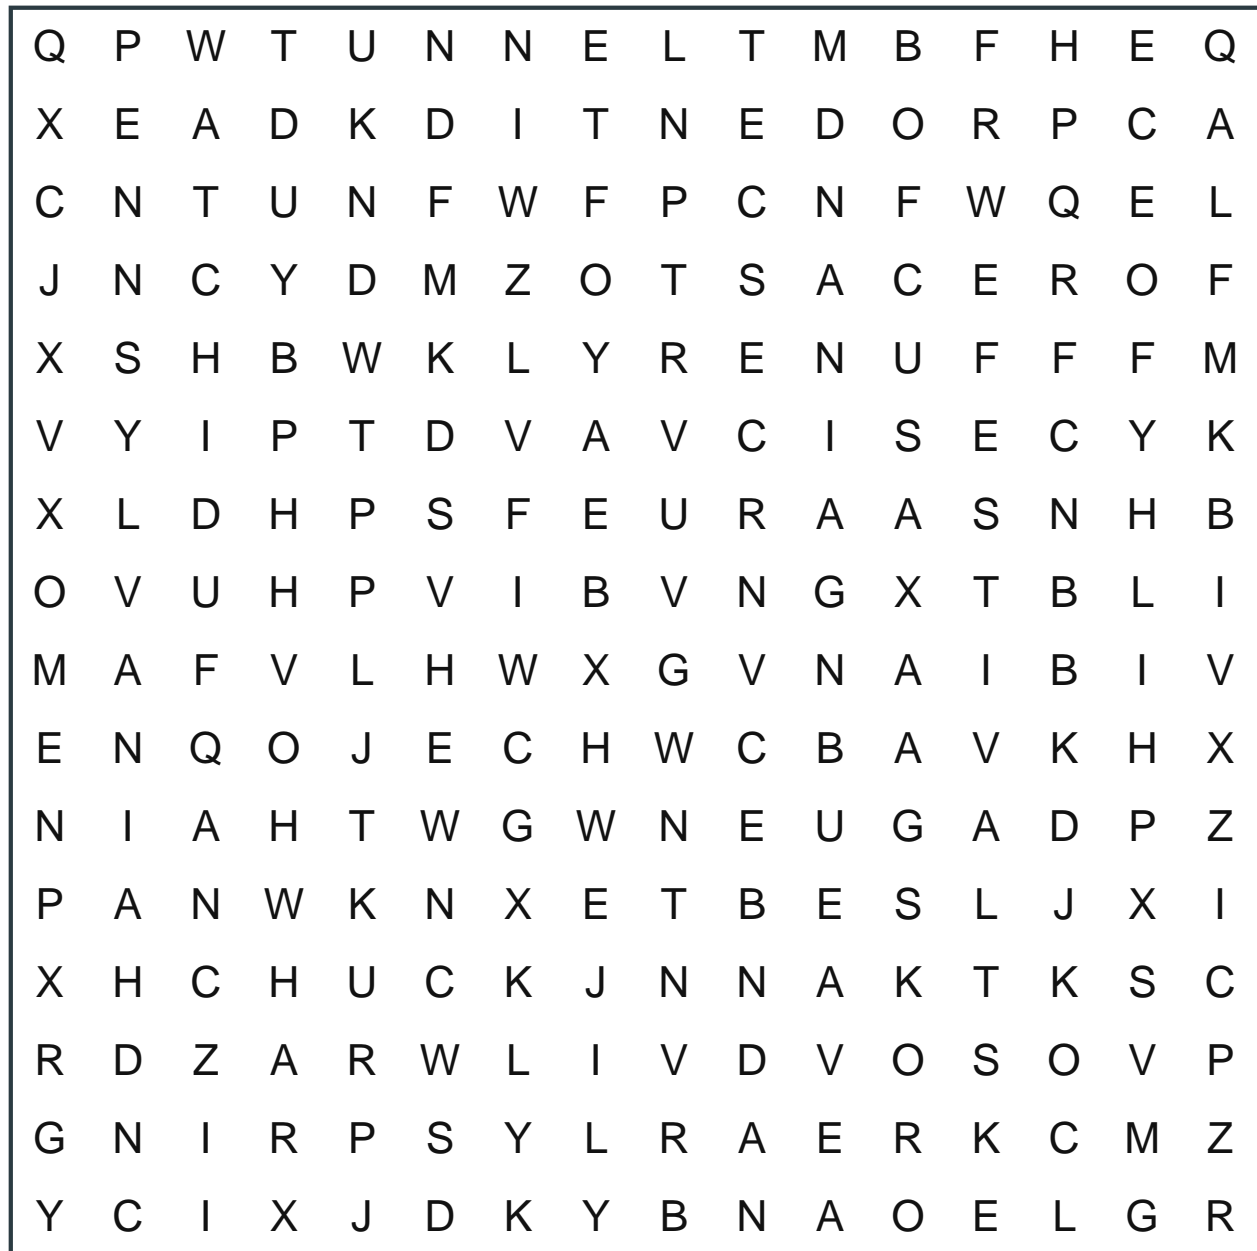 Q P W T U N N E L T M B F H E Q
X E A D K D I T N E D O R P C A
C N T U N F W F P C N F W Q E L
J N C Y D M Z O T S A C E R O F
X S H B W K L Y R E N U F F F M
V Y I P T D V A V C I S E C Y K
X L D H P S F E U R A A S N H B
O V U H P V I B V N G X T B L I
M A F V L H W X G V N A I B I V
E N Q O J E C H W C B A V K H X
N I A H T W G W N E U G A D P Z
P A N W K N X E T B E S L J X I
X H C H U C K J N N A K T K S C
R D Z A R W L I V D V O S O V P
G N I R P S Y L R A E R K C M Z
Y C I X J D K Y B N A O E L G R